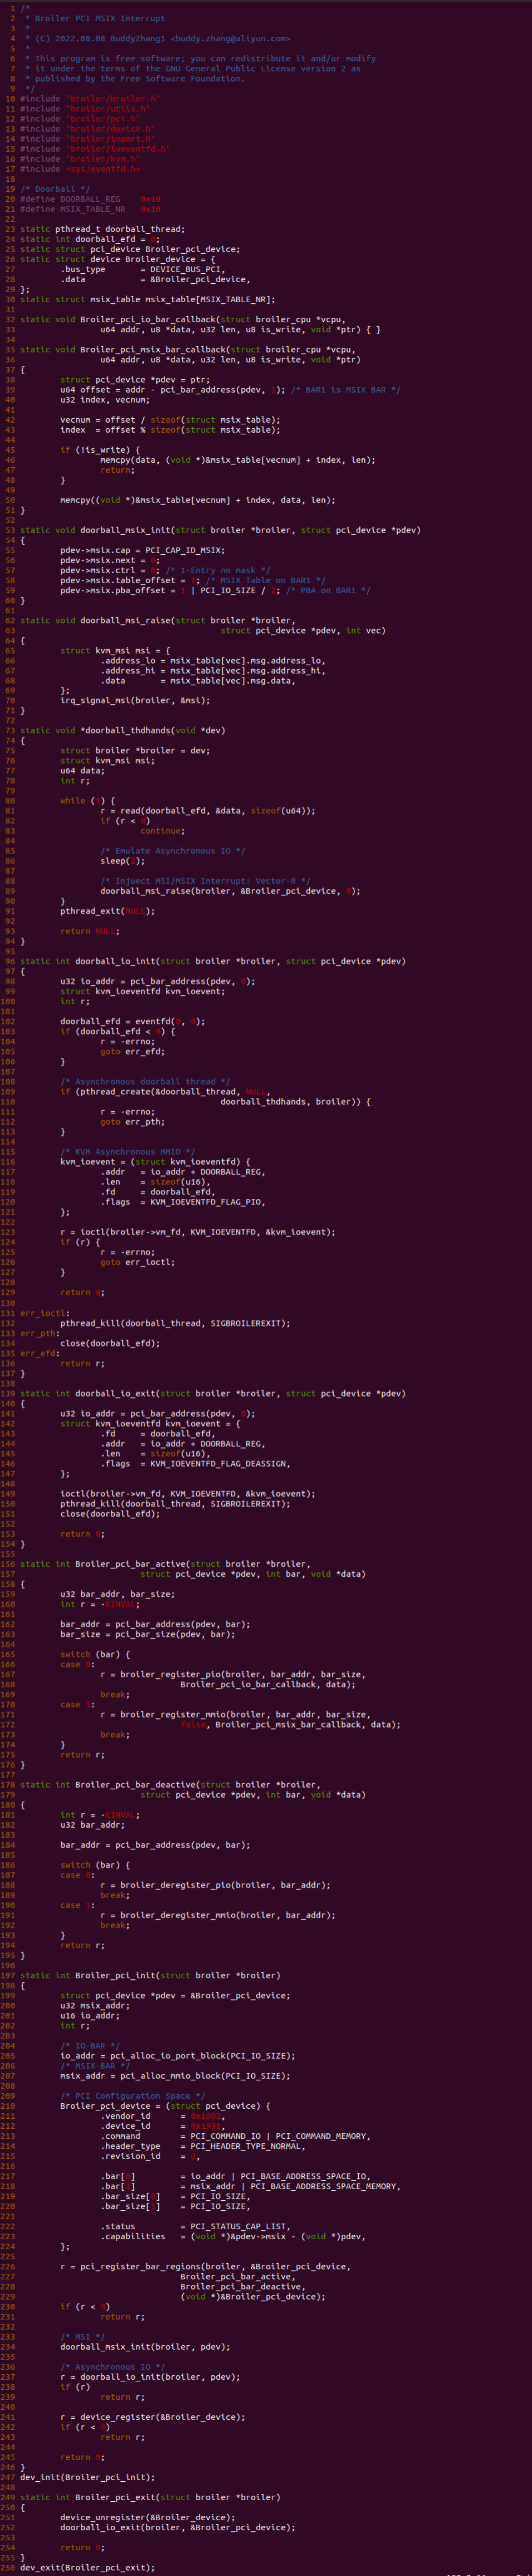 1 /*
2  * Broiler PCI MSIX Interrupt
3  *
4  * (C) 2022.08.08 BuddyZhang1 <buddy.zhang@aliyun.com>
5  *
6  * This program is free software; you can redistribute it and/or modify
7  * it under the terms of the GNU General Public License version 2 as
8  * published by the Free Software Foundation.
9  */
10 #include "broiler/broiler.h"
11 #include "broiler/utils.h"
12 #include "broiler/pci.h"
13 #include "broiler/device.h"
14 #include "broiler/ioport.h"
15 #include "broiler/ioeventfd.h"
16 #include "broiler/kvm.h"
17 #include <sys/eventfd.h>
18
19 /* Doorball */
20 #define DOORBALL_REG    0x10
21 #define MSIX_TABLE_NR   0x10
22
23 static pthread_t doorball_thread;
24 static int doorball_efd = 0;
25 static struct pci_device Broiler_pci_device;
26 static struct device Broiler_device = {
27         .bus_type       = DEVICE_BUS_PCI,
28         .data           = &Broiler_pci_device,
29 };
30 static struct msix_table msix_table[MSIX_TABLE_NR];
31
32 static void Broiler_pci_io_bar_callback(struct broiler_cpu *vcpu,
33                 u64 addr, u8 *data, u32 len, u8 is_write, void *ptr) { }
34
35 static void Broiler_pci_msix_bar_callback(struct broiler_cpu *vcpu,
36                 u64 addr, u8 *data, u32 len, u8 is_write, void *ptr)
37 {
38         struct pci_device *pdev = ptr;
39         u64 offset = addr - pci_bar_address(pdev, 1); /* BAR1 is MSIX BAR */
40         u32 index, vecnum;
41
42         vecnum = offset / sizeof(struct msix_table);
43         index  = offset % sizeof(struct msix_table);
44
45         if (!is_write) {
46                 memcpy(data, (void *)&msix_table[vecnum] + index, len);
47                 return;
48         }
49
50         memcpy((void *)&msix_table[vecnum] + index, data, len);
51 }
52
53 static void doorball_msix_init(struct broiler *broiler, struct pci_device *pdev)
54 {
55         pdev->msix.cap = PCI_CAP_ID_MSIX;
56         pdev->msix.next = 0;
57         pdev->msix.ctrl = 0; /* 1-Entry no mask */
58         pdev->msix.table_offset = 1; /* MSIX Table on BAR1 */
59         pdev->msix.pba_offset = 1 | PCI_IO_SIZE / 2; /* PBA on BAR1 */
60 }
61
62 static void doorball_msi_raise(struct broiler *broiler,
63                                         struct pci_device *pdev, int vec)
64 {
65         struct kvm_msi msi = {
66                 .address_lo = msix_table[vec].msg.address_lo,
67                 .address_hi = msix_table[vec].msg.address_hi,
68                 .data       = msix_table[vec].msg.data,
69         };
70         irq_signal_msi(broiler, &msi);
71 }
72
73 static void *doorball_thdhands(void *dev)
74 {
75         struct broiler *broiler = dev;
76         struct kvm_msi msi;
77         u64 data;
78         int r;
79
80         while (1) {
81                 r = read(doorball_efd, &data, sizeof(u64));
82                 if (r < 0)
83                         continue;
84
85                 /* Emulate Asynchronous IO */
86                 sleep(2);
87
88                 /* Injuect MSI/MSIX Interrupt: Vector-0 */
89                 doorball_msi_raise(broiler, &Broiler_pci_device, 0);
90         }
91         pthread_exit(NULL);
92
93         return NULL;
94 }
95
96 static int doorball_io_init(struct broiler *broiler, struct pci_device *pdev)
97 {
98         u32 io_addr = pci_bar_address(pdev, 0);
99         struct kvm_ioeventfd kvm_ioevent;
100         int r;
101
102         doorball_efd = eventfd(0, 0);
103         if (doorball_efd < 0) {
104                 r = -errno;
105                 goto err_efd;
106         }
107
108         /* Asynchronous doorball thread */
109         if (pthread_create(&doorball_thread, NULL,
110                                         doorball_thdhands, broiler)) {
111                 r = -errno;
112                 goto err_pth;
113         }
114
115         /* KVM Asynchronous MMIO */
116         kvm_ioevent = (struct kvm_ioeventfd) {
117                 .addr   = io_addr + DOORBALL_REG,
118                 .len    = sizeof(u16),
119                 .fd     = doorball_efd,
120                 .flags  = KVM_IOEVENTFD_FLAG_PIO,
121         };
122
123         r = ioctl(broiler->vm_fd, KVM_IOEVENTFD, &kvm_ioevent);
124         if (r) {
125                 r = -errno;
126                 goto err_ioctl;
127         }
128
129         return 0;
130
131 err_ioctl:
132         pthread_kill(doorball_thread, SIGBROILEREXIT);
133 err_pth:
134         close(doorball_efd);
135 err_efd:
136         return r;
137 }
138
139 static int doorball_io_exit(struct broiler *broiler, struct pci_device *pdev)
140 {
141         u32 io_addr = pci_bar_address(pdev, 0);
142         struct kvm_ioeventfd kvm_ioevent = {
143                 .fd     = doorball_efd,
144                 .addr   = io_addr + DOORBALL_REG,
145                 .len    = sizeof(u16),
146                 .flags  = KVM_IOEVENTFD_FLAG_DEASSIGN,
147         };
148
149         ioctl(broiler->vm_fd, KVM_IOEVENTFD, &kvm_ioevent);
150         pthread_kill(doorball_thread, SIGBROILEREXIT);
151         close(doorball_efd);
152
153         return 0;
154 }
155
156 static int Broiler_pci_bar_active(struct broiler *broiler,
157                         struct pci_device *pdev, int bar, void *data)
158 {
159         u32 bar_addr, bar_size;
160         int r = -EINVAL;
161
162         bar_addr = pci_bar_address(pdev, bar);
163         bar_size = pci_bar_size(pdev, bar);
164
165         switch (bar) {
166         case 0:
167                 r = broiler_register_pio(broiler, bar_addr, bar_size,
168                                 Broiler_pci_io_bar_callback, data);
169                 break;
170         case 1:
171                 r = broiler_register_mmio(broiler, bar_addr, bar_size,
172                                 false, Broiler_pci_msix_bar_callback, data);
173                 break;
174         }
175         return r;
176 }
177
178 static int Broiler_pci_bar_deactive(struct broiler *broiler,
179                         struct pci_device *pdev, int bar, void *data)
180 {
181         int r = -EINVAL;
182         u32 bar_addr;
183
184         bar_addr = pci_bar_address(pdev, bar);
185
186         switch (bar) {
187         case 0:
188                 r = broiler_deregister_pio(broiler, bar_addr);
189                 break;
190         case 1:
191                 r = broiler_deregister_mmio(broiler, bar_addr);
192                 break;
193         }
194         return r;
195 }
196
197 static int Broiler_pci_init(struct broiler *broiler)
198 {
199         struct pci_device *pdev = &Broiler_pci_device;
200         u32 msix_addr;
201         u16 io_addr;
202         int r;
203
204         /* IO-BAR */
205         io_addr = pci_alloc_io_port_block(PCI_IO_SIZE);
206         /* MSIX-BAR */
207         msix_addr = pci_alloc_mmio_block(PCI_IO_SIZE);
208
209         /* PCI Configuration Space */
210         Broiler_pci_device = (struct pci_device) {
211                 .vendor_id      = 0x1002,
212                 .device_id      = 0x1991,
213                 .command        = PCI_COMMAND_IO | PCI_COMMAND_MEMORY,
214                 .header_type    = PCI_HEADER_TYPE_NORMAL,
215                 .revision_id    = 0,
216
217                 .bar[0]         = io_addr | PCI_BASE_ADDRESS_SPACE_IO,
218                 .bar[1]         = msix_addr | PCI_BASE_ADDRESS_SPACE_MEMORY,
219                 .bar_size[0]    = PCI_IO_SIZE,
220                 .bar_size[1]    = PCI_IO_SIZE,
221
222                 .status         = PCI_STATUS_CAP_LIST,
223                 .capabilities   = (void *)&pdev->msix - (void *)pdev,
224         };
225
226         r = pci_register_bar_regions(broiler, &Broiler_pci_device,
227                                 Broiler_pci_bar_active,
228                                 Broiler_pci_bar_deactive,
229                                 (void *)&Broiler_pci_device);
230         if (r < 0)
231                 return r;
232
233         /* MSI */
234         doorball_msix_init(broiler, pdev);
235
236         /* Asynchronous IO */
237         r = doorball_io_init(broiler, pdev);
238         if (r)
239                 return r;
240
241         r = device_register(&Broiler_device);
242         if (r < 0)
243                 return r;
244
245         return 0;
246 }
247 dev_init(Broiler_pci_init);
248
249 static int Broiler_pci_exit(struct broiler *broiler)
250 {
251         device_unregister(&Broiler_device);
252         doorball_io_exit(broiler, &Broiler_pci_device);
253
254         return 0;
255 }
256 dev_exit(Broiler_pci_exit);